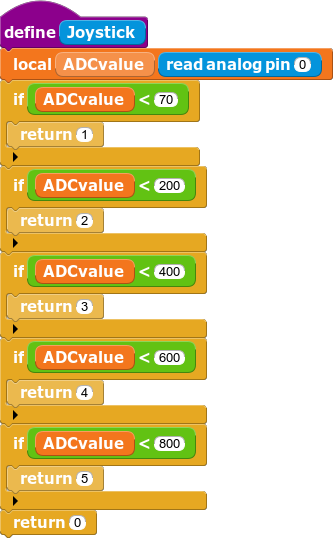 define Joystick
local ADCvalue read analog pin 0
if ADCvalue < 70
return 1
if ADCvalue < 200
return 2
if ADCvalue < 400
return 3
if ADCvalue < 600
return 4
if ADCvalue < 800
return 5
return 0